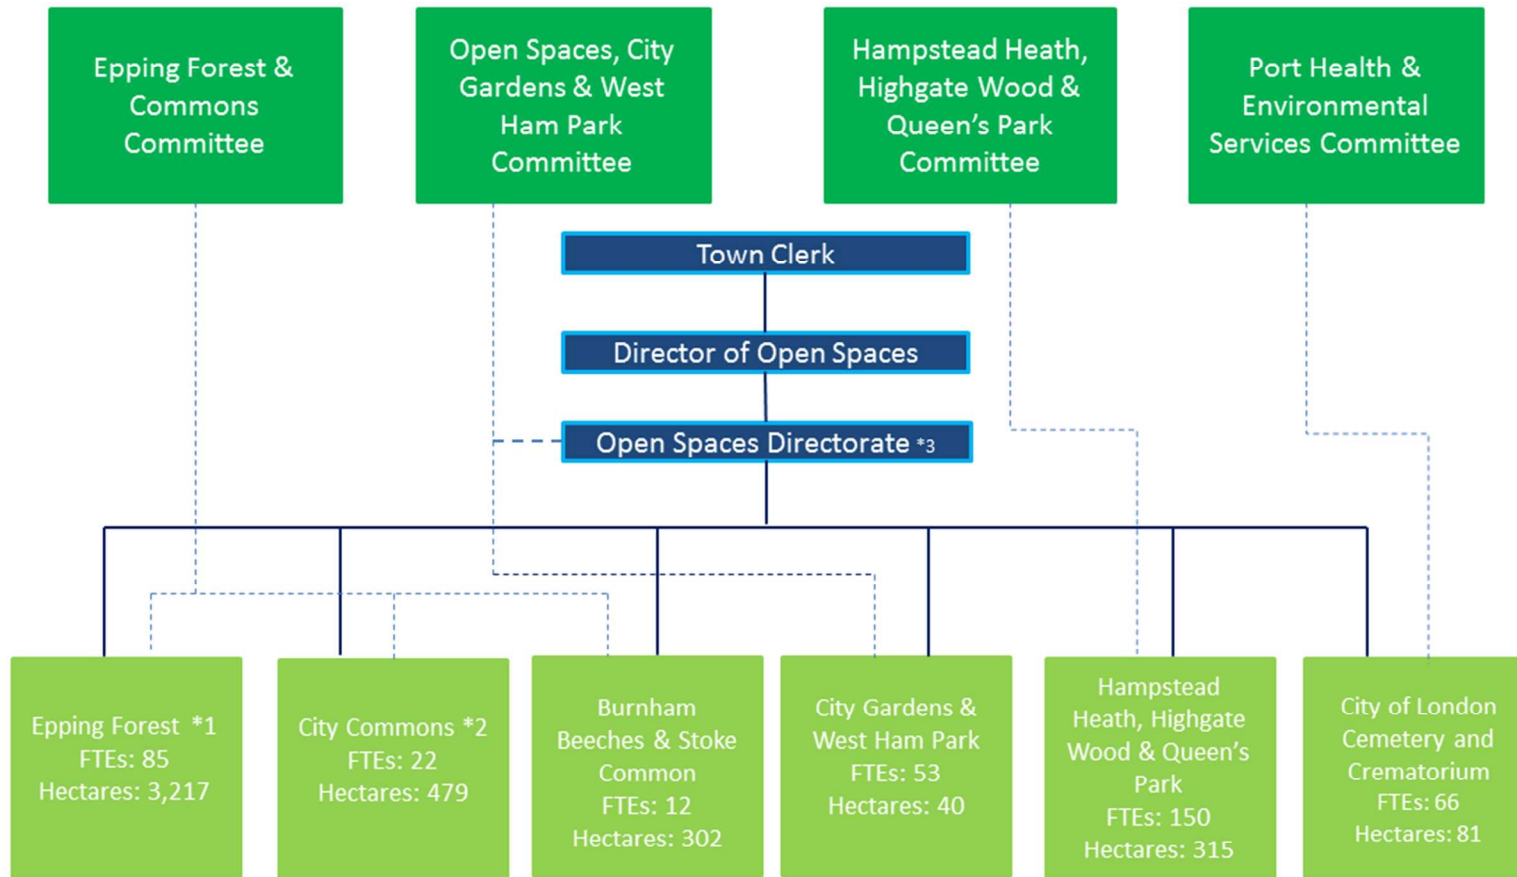 Epping Forest &
Commons
Committee
Open Spaces, City
Gardens & West
Ham Park
Committee
Hampstead Heath,
Highgate Wood &
Queen’s Park
Committee
Port Health &
Environmental
Services Committee
Town Clerk
Director of Open Spaces
Open Spaces Directorate *3
Epping Forest *1
FTEs: 85
Hectares: 3,217
City Commons *2
FTEs: 22
Hectares: 479
Burnham
Beeches & Stoke
Common
FTEs: 12
Hectares: 302
City Gardens &
West Ham Park
FTEs: 53
Hectares: 40
Hampstead
Heath, Highgate
Wood & Queen’s
Park
FTEs: 150
Hectares: 315
City of London
Cemetery and
Crematorium
FTEs: 66
Hectares: 81